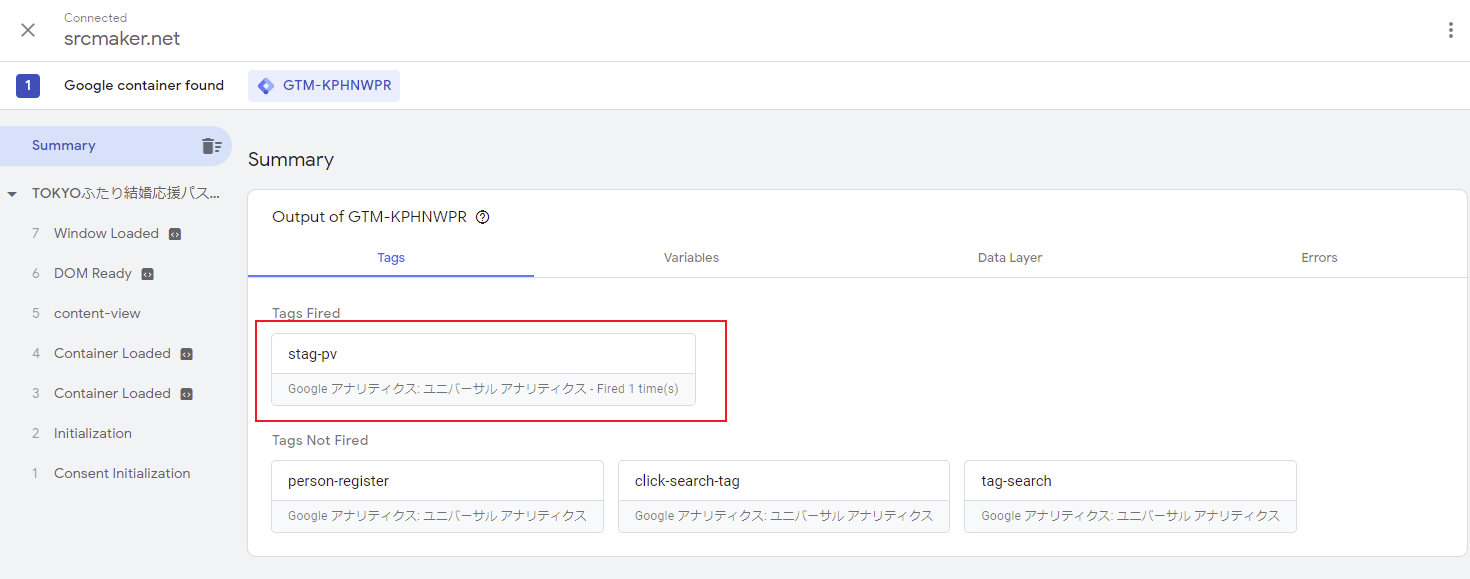 Connected
srcmaker.net
1 Google container found GTM-KPHNWPR
Summary
TOKYOふたり結婚応援パス...
7 Window Loaded
6 DOM Ready
5 content-view
4 Container Loaded
3 Container Loaded
2 Initialization
1 Consent Initialization
Summary
Output of GTM-KPHNWPR
Tags Variables Data Layer Errors
Tags Fired
stag-pv
Google アナリティクス: ユニバーサル アナリティクス - Fired 1 time(s)
Tags Not Fired
person-register
Google アナリティクス: ユニバーサル アナリティクス
click-search-tag
Google アナリティクス: ユニバーサル アナリティクス
tag-search
Google アナリティクス: ユニバーサル アナリティクス